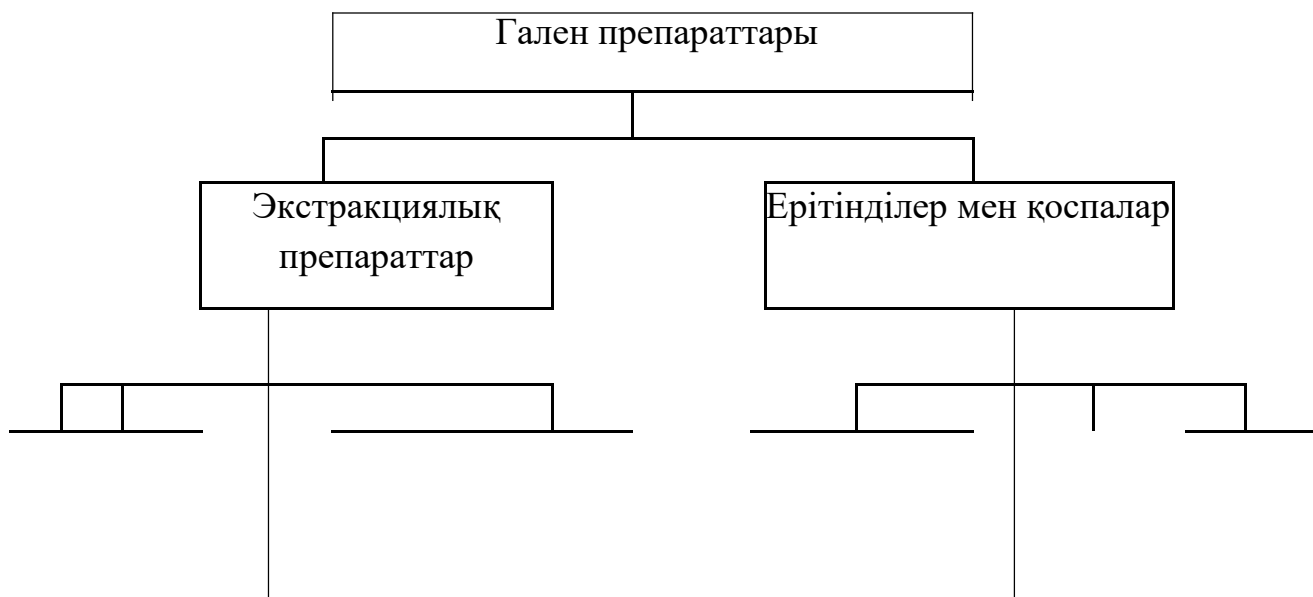 Гален препараттары
Экстракциялық
препараттар
Ерітінділер мен қоспалар